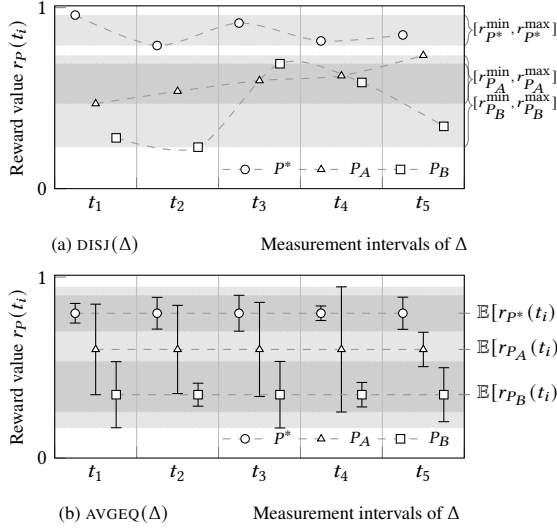 1
Reward value r_P(t_i)
0
[r_{P*}^{min}, r_{P*}^{max}]
[r_{P_A}^{min}, r_{P_A}^{max}]
[r_{P_B}^{min}, r_{P_B}^{max}]
P* P_A P_B
t_1 t_2 t_3 t_4 t_5
(a) DISJ(Δ) Measurement intervals of Δ
1
Reward value r_P(t_i)
0
𝔼[r_{P*}(t_i)
𝔼[r_{P_A}(t_i)
𝔼[r_{P_B}(t_i)
P* P_A P_B
t_1 t_2 t_3 t_4 t_5
(b) AVGEQ(Δ) Measurement intervals of Δ